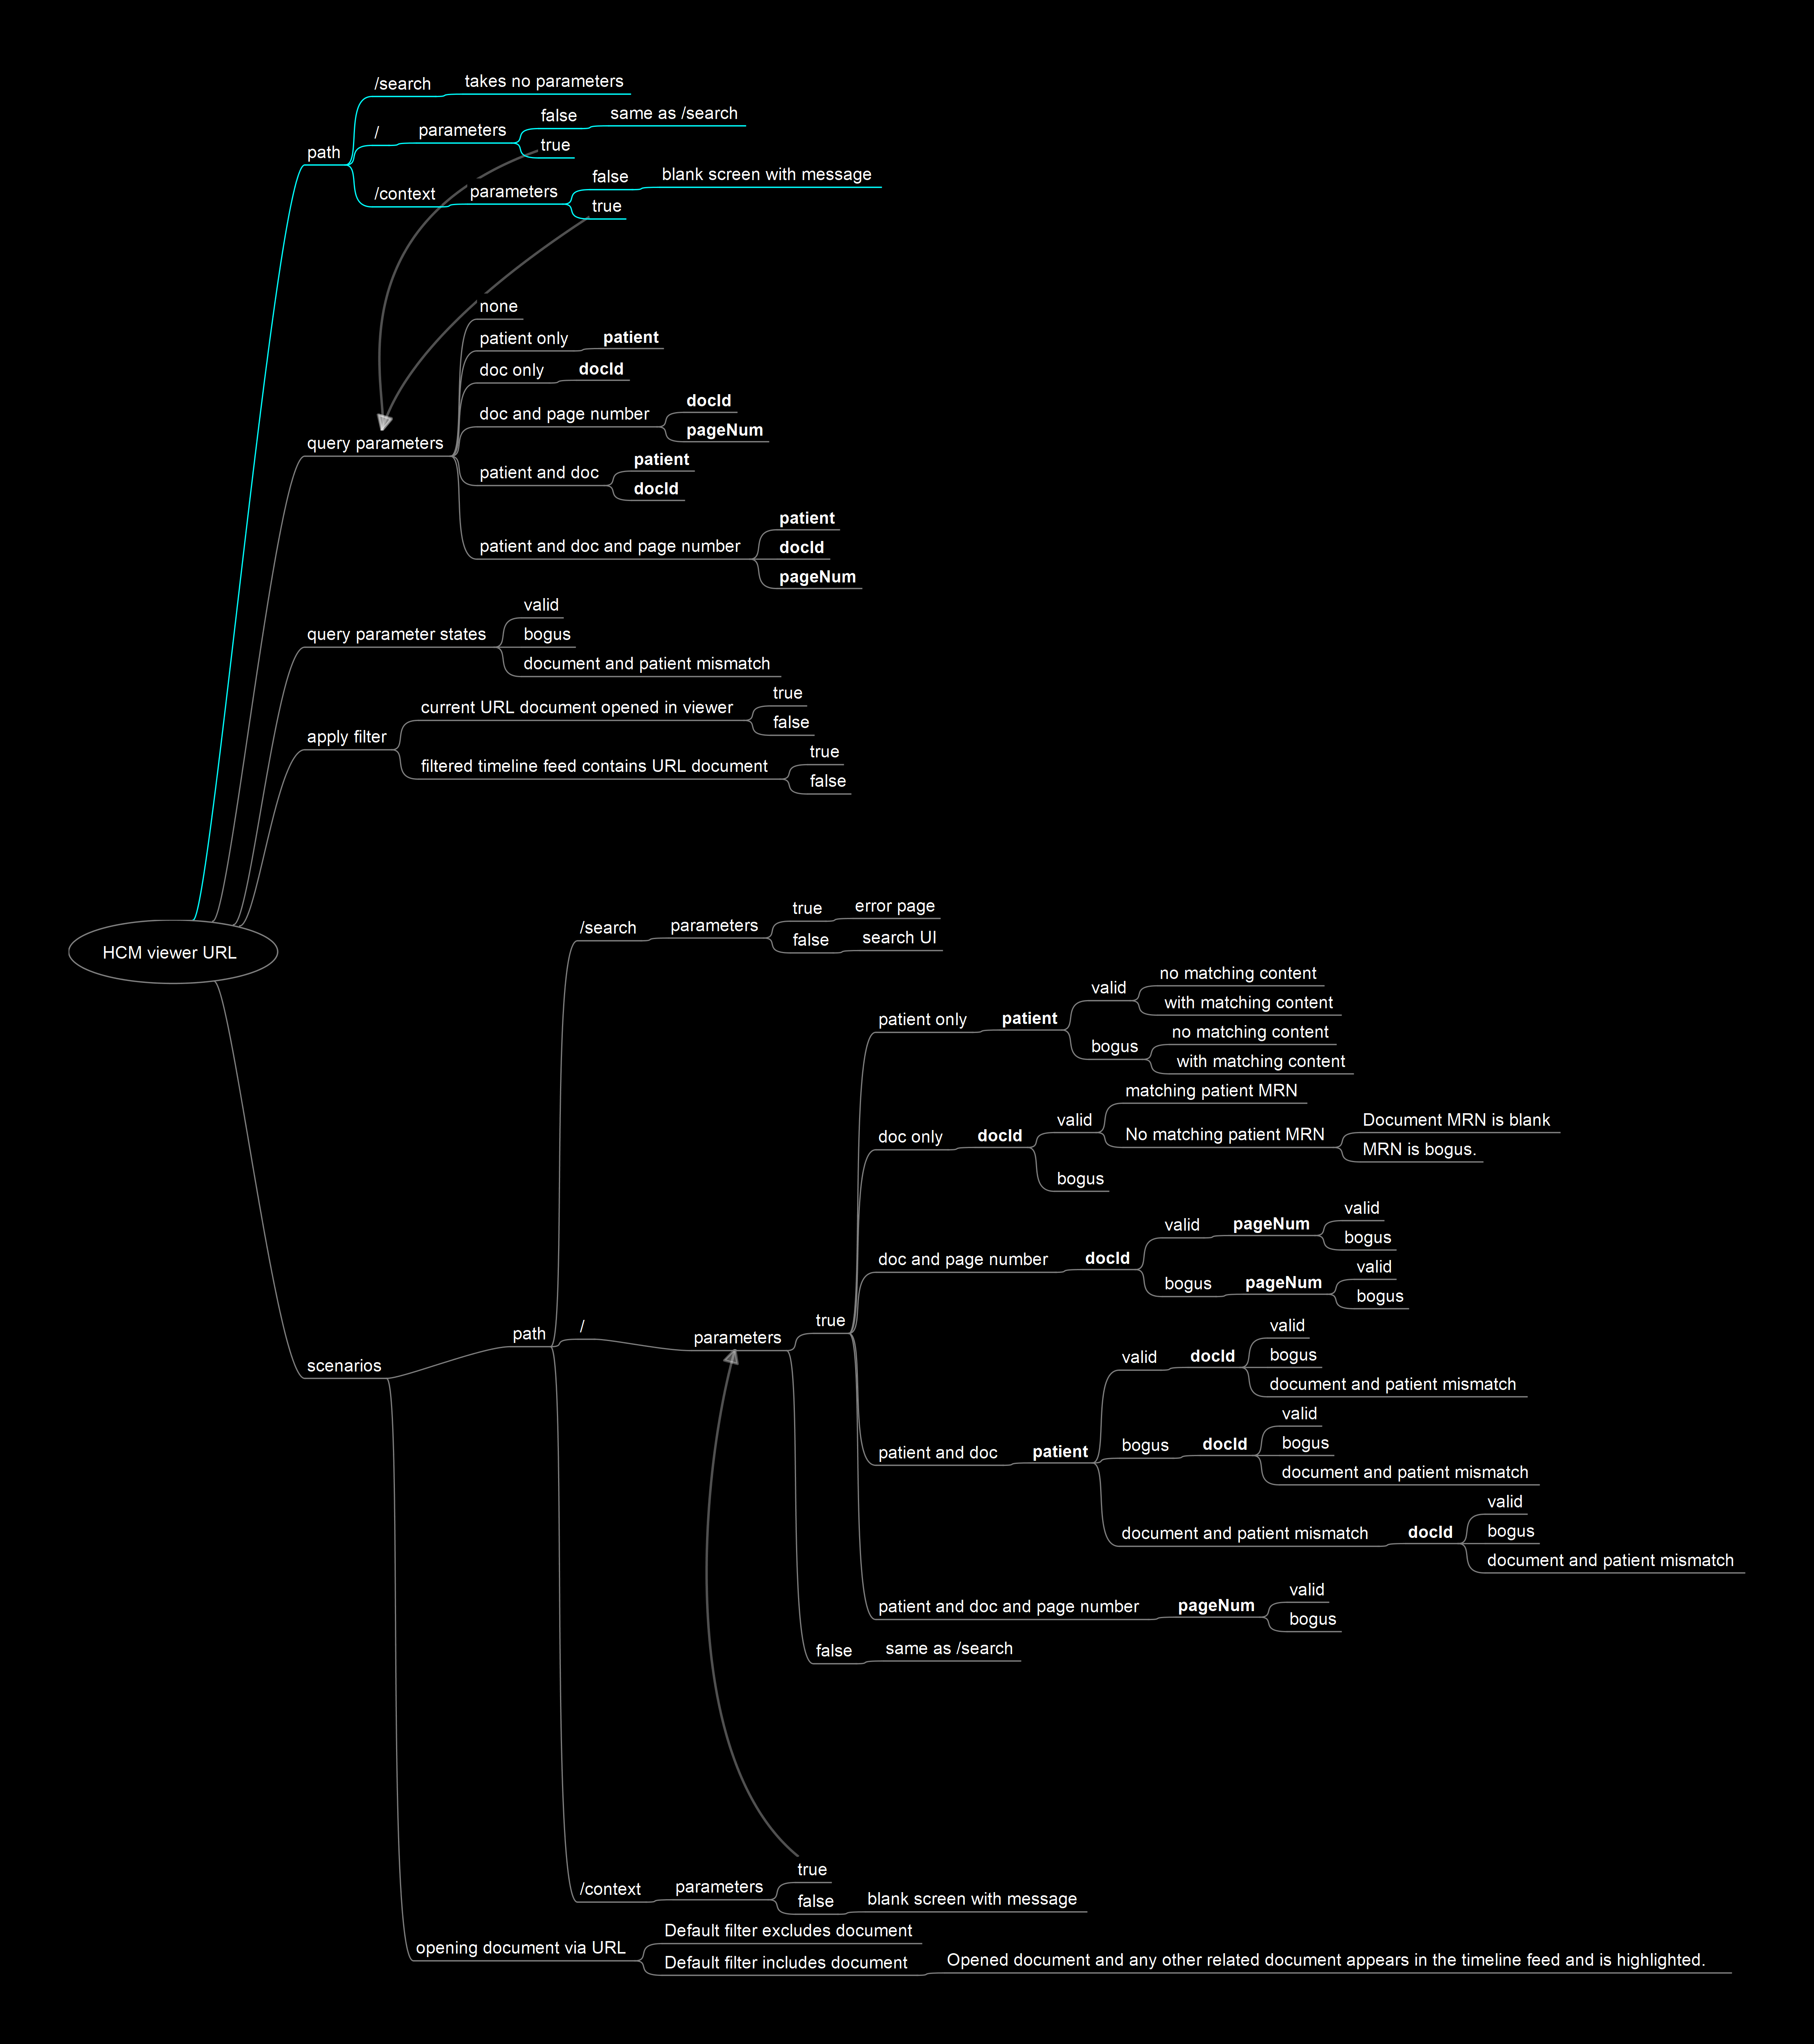 /search
takes no parameters
/
parameters
false
same as /search
true
path
/context
parameters
false
blank screen with message
true
none
patient only
patient
doc only
docId
doc and page number
docId
pageNum
query parameters
patient and doc
patient
docId
patient and doc and page number
patient
docId
pageNum
query parameter states
valid
bogus
document and patient mismatch
apply filter
current URL document opened in viewer
true
false
filtered timeline feed contains URL document
true
false
HCM viewer URL
scenarios
path
/search
parameters
true
error page
false
search UI
/
parameters
true
patient only
patient
valid
no matching content
with matching content
bogus
no matching content
with matching content
doc only
docId
valid
matching patient MRN
No matching patient MRN
Document MRN is blank
MRN is bogus.
bogus
doc and page number
docId
valid
pageNum
valid
bogus
bogus
pageNum
valid
bogus
patient and doc
patient
valid
docId
valid
bogus
document and patient mismatch
bogus
docId
valid
bogus
document and patient mismatch
document and patient mismatch
docId
valid
bogus
document and patient mismatch
patient and doc and page number
pageNum
valid
bogus
false
same as /search
/context
parameters
true
false
blank screen with message
opening document via URL
Default filter excludes document
Default filter includes document
Opened document and any other related document appears in the timeline feed and is highlighted.